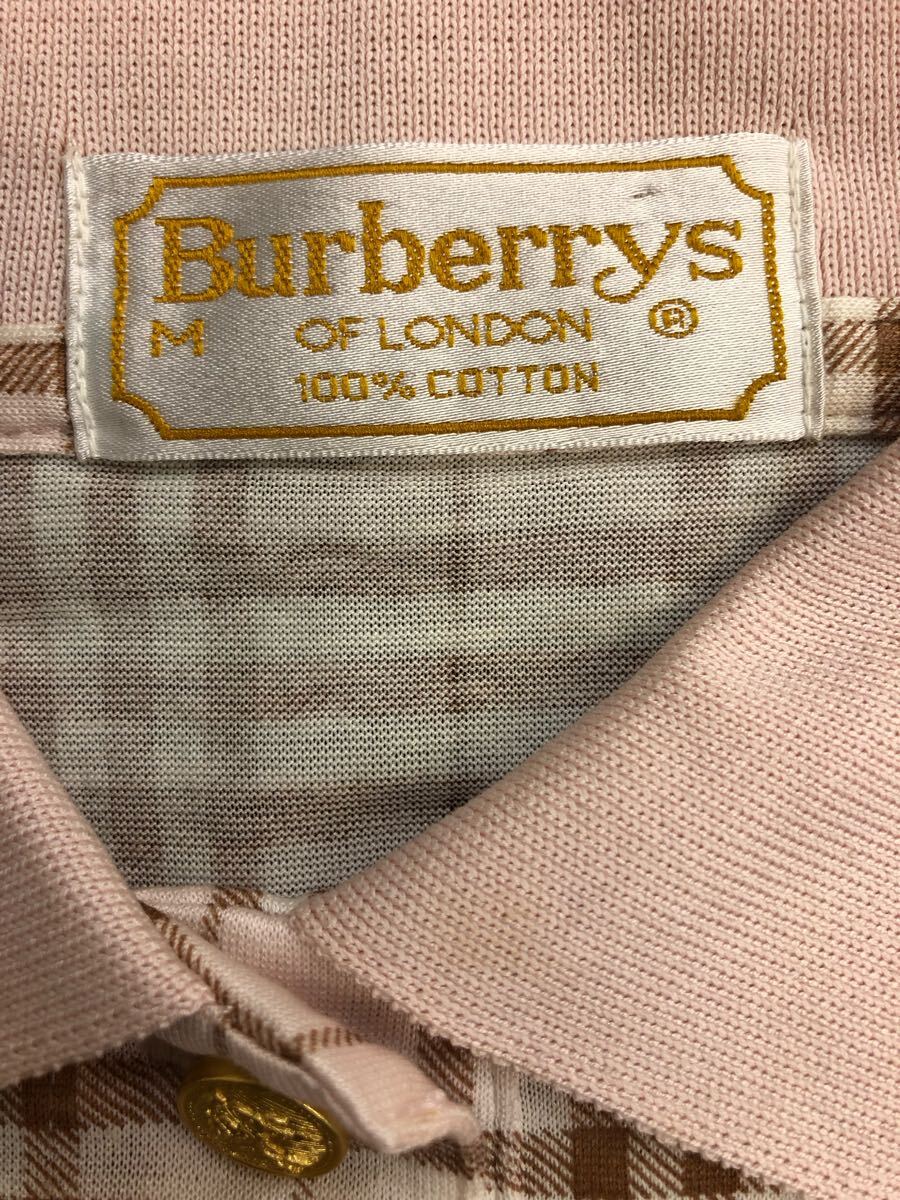 Burberrys
M OF LONDON ®
100% COTTON